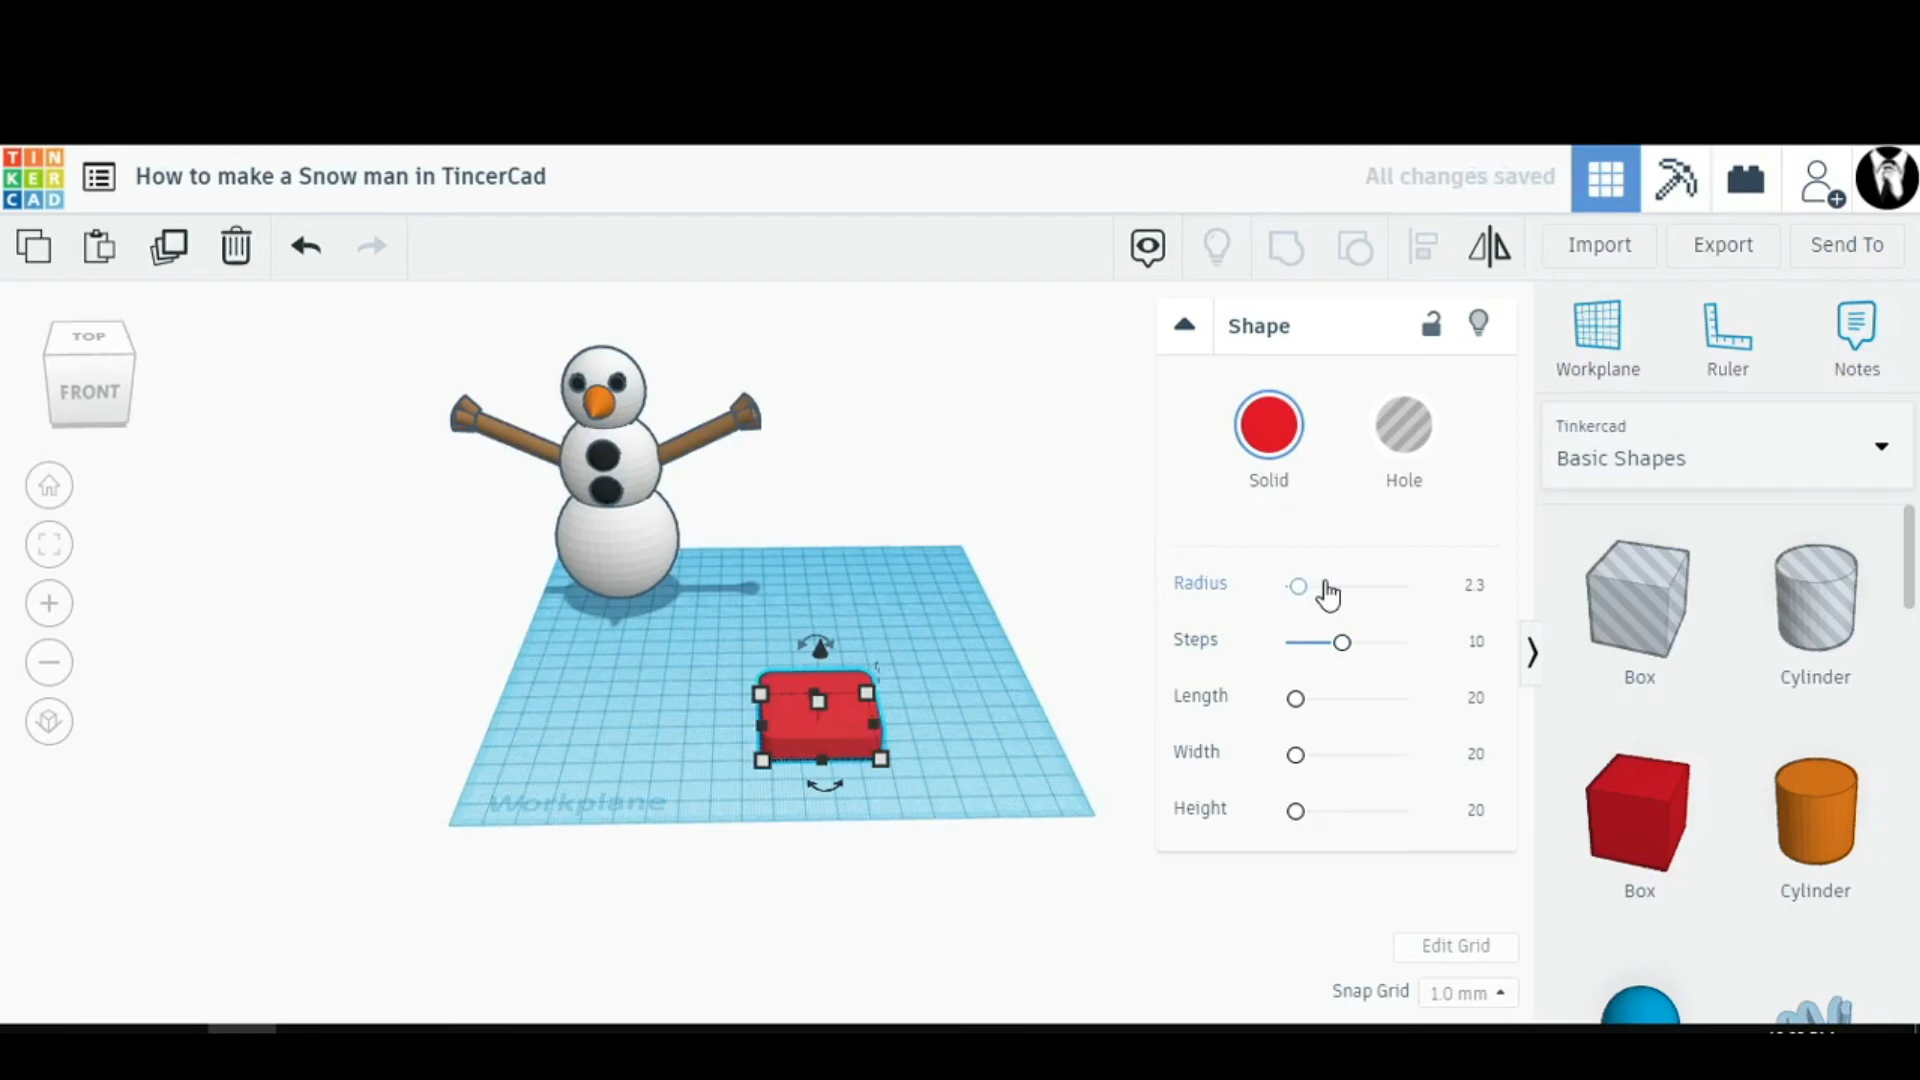 TIN
KER
CAD
How to make a Snow man in TincerCad
All changes saved
Import
Export
Send To
TOP
FRONT
Shape
Solid
Hole
Radius
2.3
Steps
10
Length
20
Width
20
Height
20
Workplane
Ruler
Notes
Tinkercad
Basic Shapes
Box
Cylinder
Box
Cylinder
Workplane
Edit Grid
Snap Grid
1.0 mm